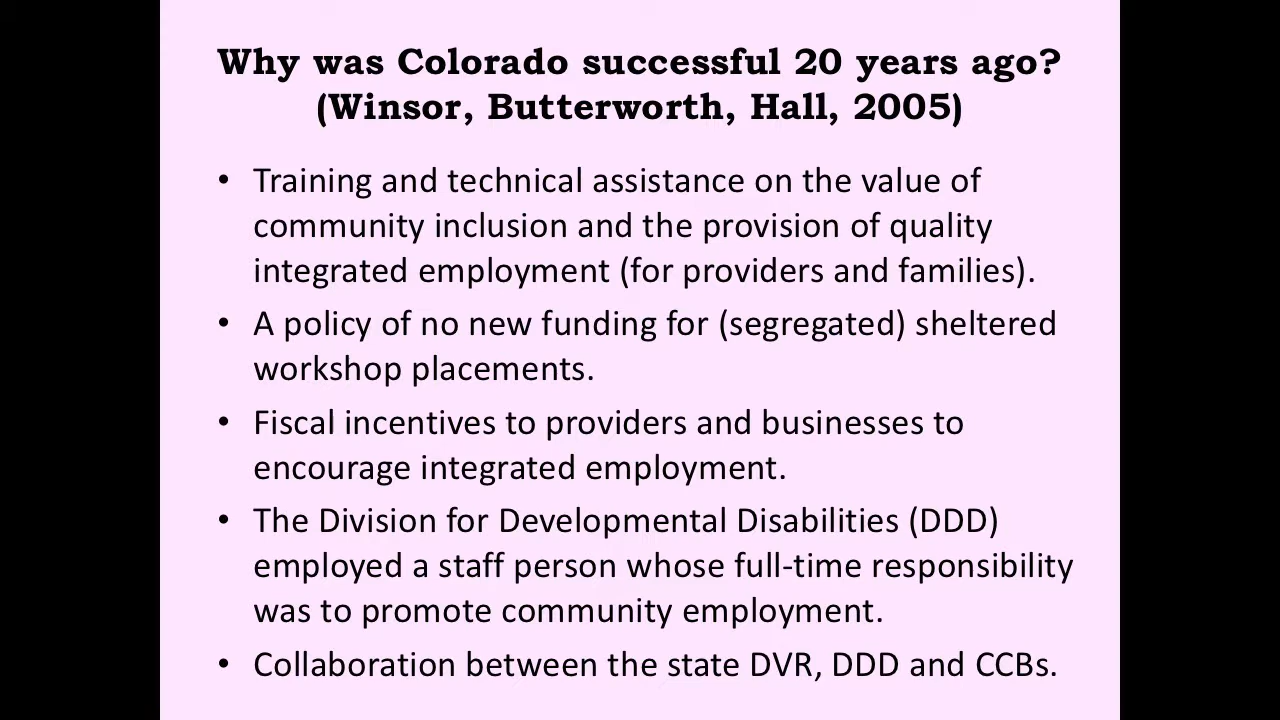 Why was Colorado successful 20 years ago?
(Winsor, Butterworth, Hall, 2005)
• Training and technical assistance on the value of
community inclusion and the provision of quality
integrated employment (for providers and families).
• A policy of no new funding for (segregated) sheltered
workshop placements.
• Fiscal incentives to providers and businesses to
encourage integrated employment.
• The Division for Developmental Disabilities (DDD)
employed a staff person whose full-time responsibility
was to promote community employment.
• Collaboration between the state DVR, DDD and CCBs.